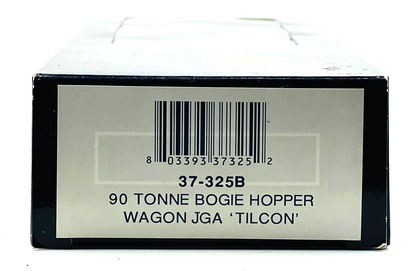 8 03393 37325 2
37-325B
90 TONNE BOGIE HOPPER
WAGON JGA 'TILCON'